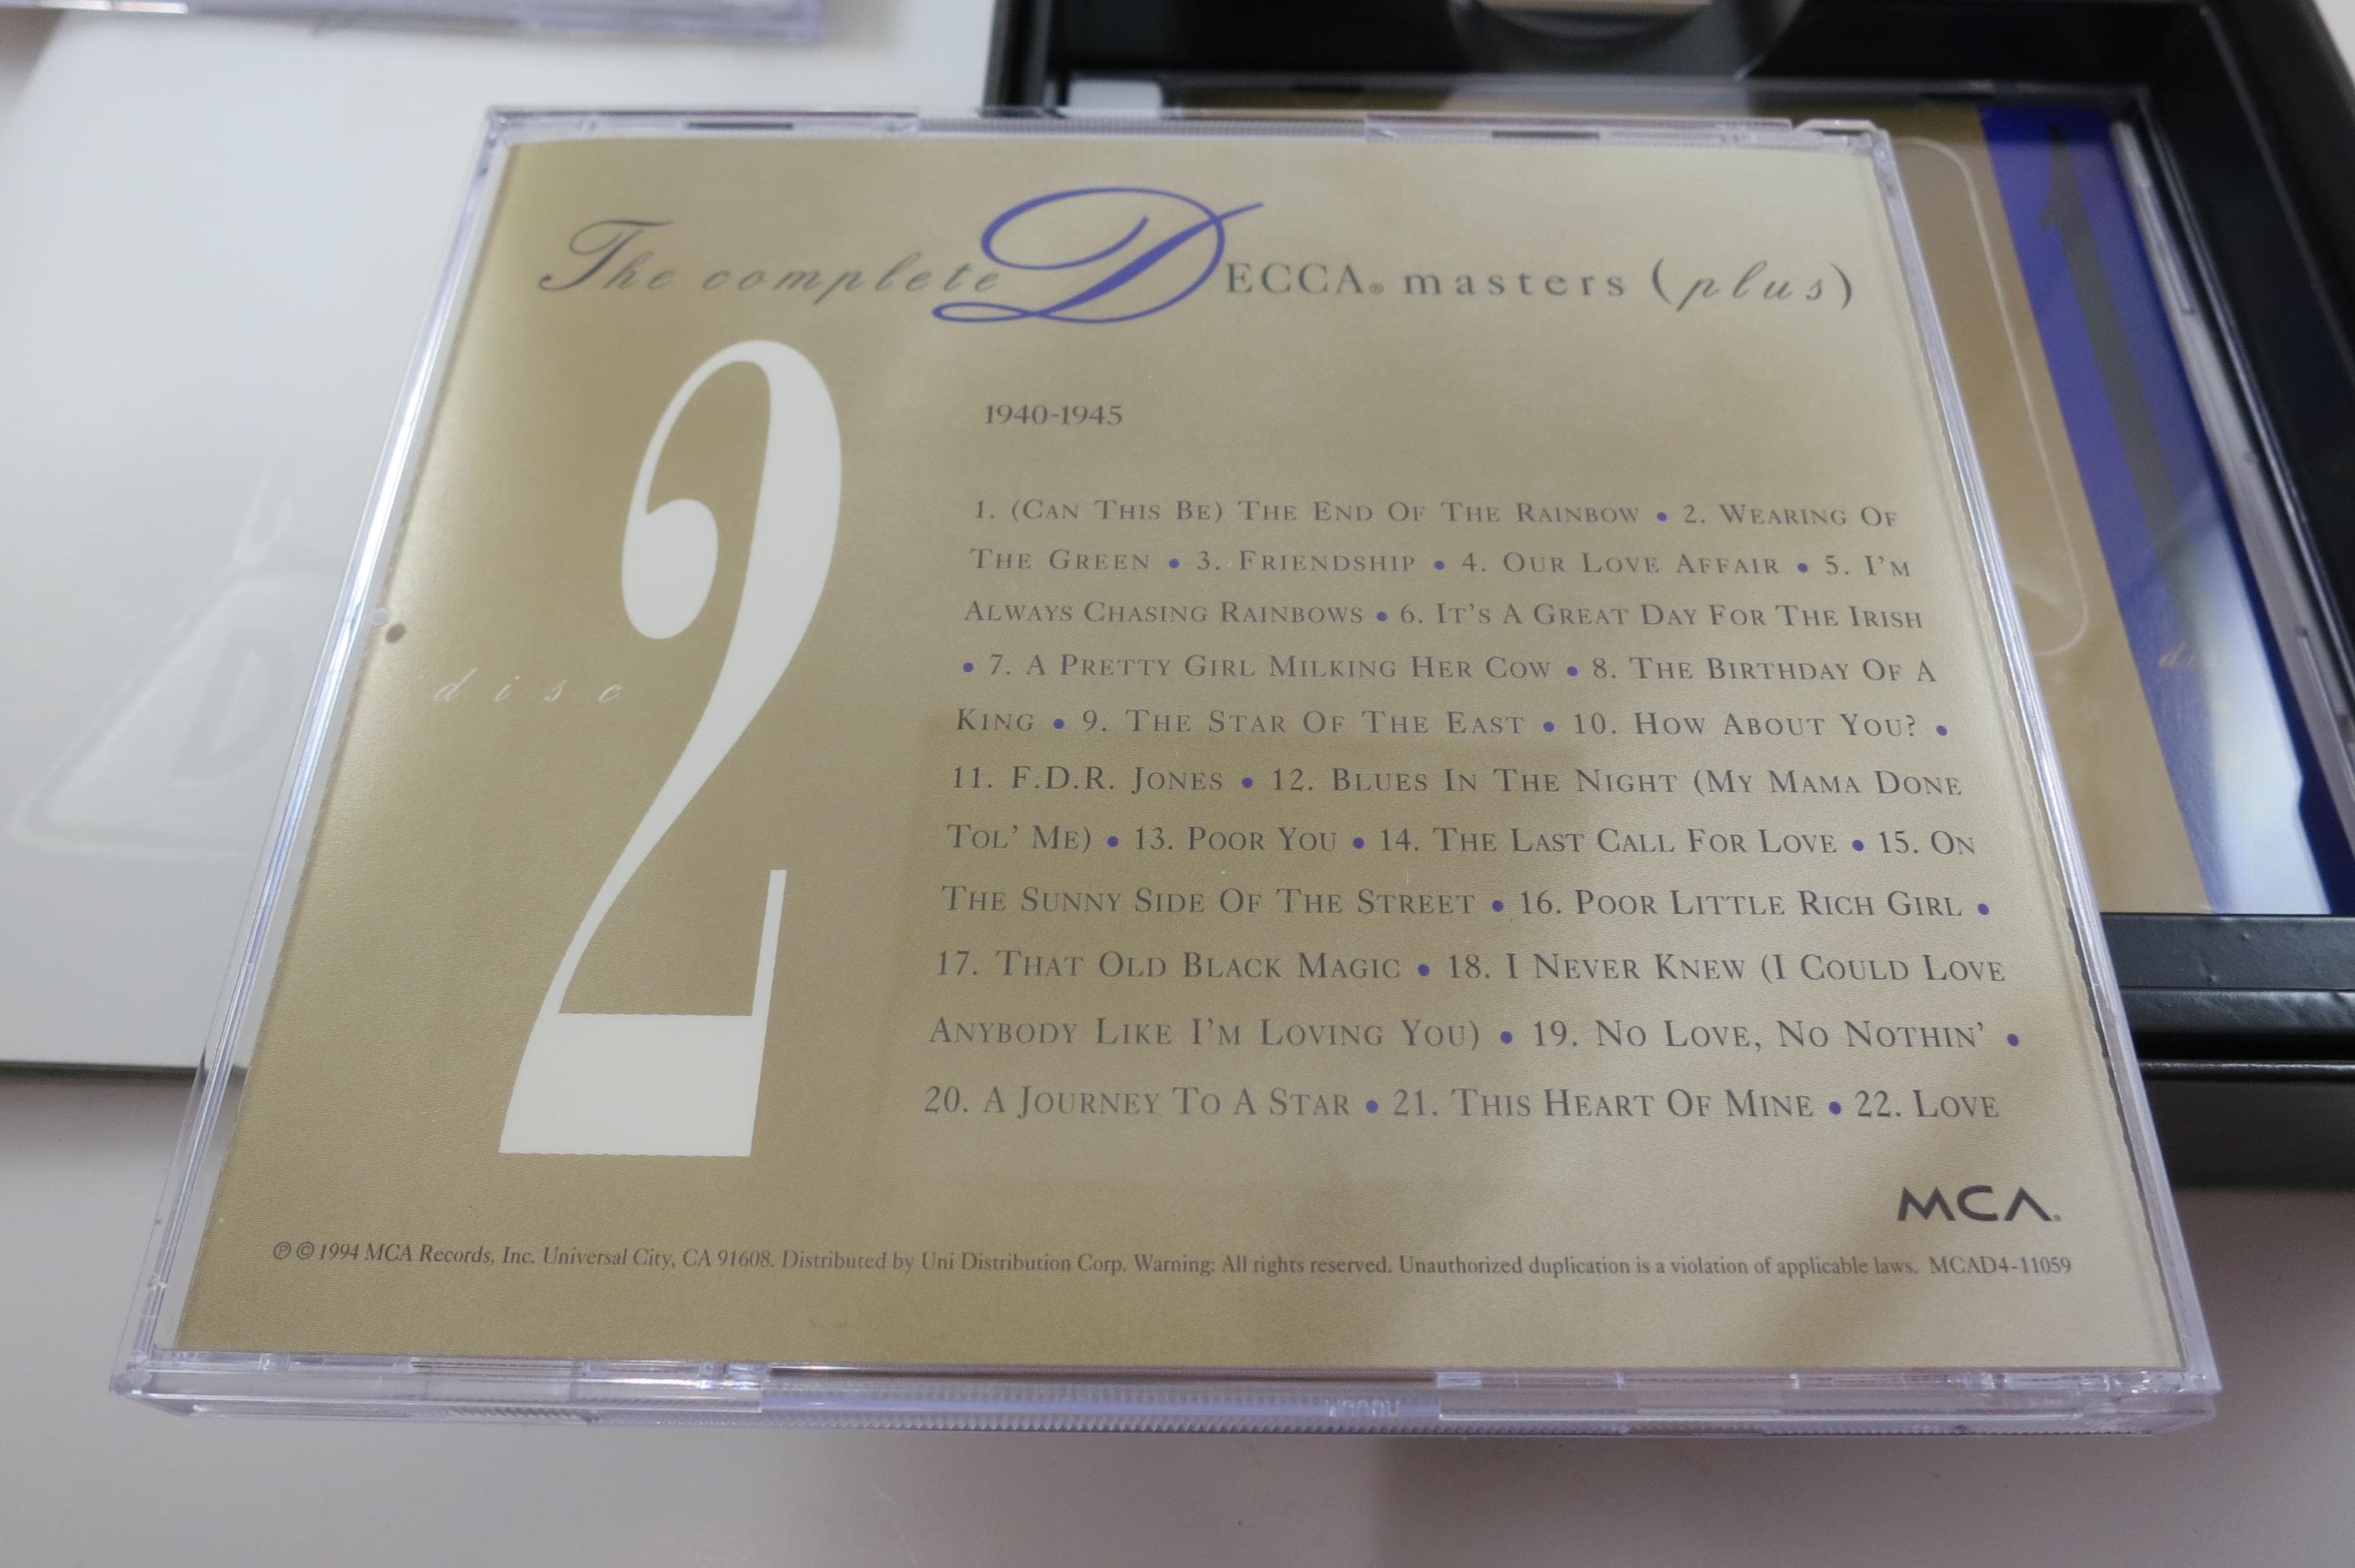 The complete DECCA® masters (plus)
1940-1945
disc
2
1. (CAN THIS BE) THE END OF THE RAINBOW • 2. WEARING OF
THE GREEN • 3. FRIENDSHIP • 4. OUR LOVE AFFAIR • 5. I'M
ALWAYS CHASING RAINBOWS • 6. IT'S A GREAT DAY FOR THE IRISH
• 7. A PRETTY GIRL MILKING HER COW • 8. THE BIRTHDAY OF A
KING • 9. THE STAR OF THE EAST • 10. HOW ABOUT YOU? •
11. F.D.R. JONES • 12. BLUES IN THE NIGHT (MY MAMA DONE
TOL' ME) • 13. POOR YOU • 14. THE LAST CALL FOR LOVE • 15. ON
THE SUNNY SIDE OF THE STREET • 16. POOR LITTLE RICH GIRL •
17. THAT OLD BLACK MAGIC • 18. I NEVER KNEW (I COULD LOVE
ANYBODY LIKE I'M LOVING YOU) • 19. NO LOVE, NO NOTHIN' •
20. A JOURNEY TO A STAR • 21. THIS HEART OF MINE • 22. LOVE
MCA®
℗ © 1994 MCA Records, Inc. Universal City, CA 91608. Distributed by Uni Distribution Corp. Warning: All rights reserved. Unauthorized duplication is a violation of applicable laws. MCAD4-11059
1
D